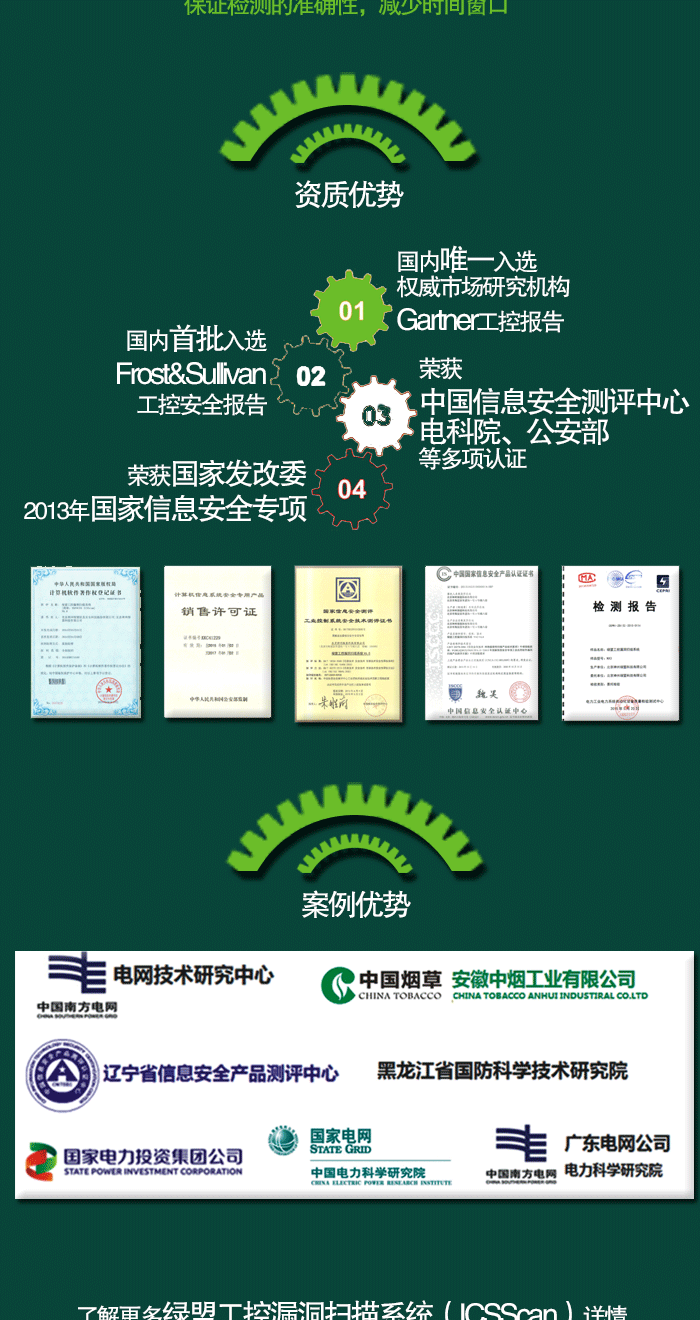 保证检测的准确性，减少时间窗口
资质优势
01
国内唯一入选
权威市场研究机构
Gartner工控报告
02
国内首批入选
Frost&Sullivan
工控安全报告
03
荣获
中国信息安全测评中心
电科院、公安部
等多项认证
04
荣获国家发改委
2013年国家信息安全专项
中华人民共和国国家版权局
计算机软件著作权登记证书
计算机信息系统安全专用产品
销售许可证
中华人民共和国公安部监制
国家信息安全测评
工业控制系统安全技术测评证书
中国国家信息安全产品认证证书
中国信息安全认证中心
MA
CEPRI
检测报告
案例优势
中国南方电网
CHINA SOUTHERN POWER GRID
电网技术研究中心
中国烟草
CHINA TOBACCO
安徽中烟工业有限公司
CHINA TOBACCO ANHUI INDUSTIRAL CO.LTD
辽宁省信息安全产品测评中心
黑龙江省国防科学技术研究院
国家电力投资集团公司
STATE POWER INVESTMENT CORPORATION
国家电网
STATE GRID
中国电力科学研究院
CHINA ELECTRIC POWER RESEARCH INSTITUTE
中国南方电网
CHINA SOUTHERN POWER GRID
广东电网公司
电力科学研究院
了解更多绿盟工控漏洞扫描系统（ICSScan）详情